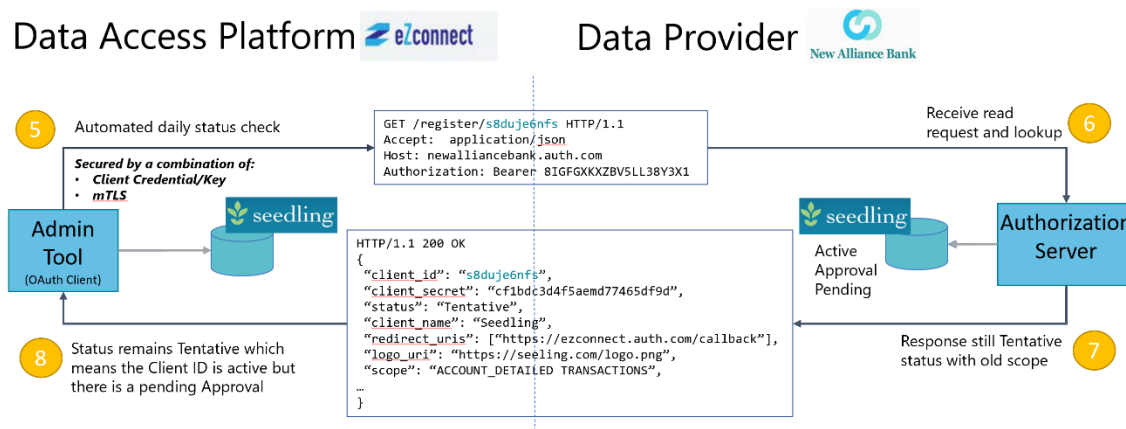 Data Access Platform
eZconnect
Data Provider
New Alliance Bank
5
Automated daily status check
Secured by a combination of:
• Client Credential/Key
• mTLS
GET /register/s8duje6nfs HTTP/1.1
Accept:  application/json
Host: newalliancebank.auth.com
Authorization: Bearer 8IGFGXKXZBV5LL38Y3X1
Receive read
request and lookup
6
Admin
Tool
(OAuth Client)
seedling
HTTP/1.1 200 OK
{
“client_id”: “s8duje6nfs”,
“client_secret”: “cf1bdc3d4f5aemd77465df9d”,
“status”: “Tentative”,
“client_name”: “Seedling”,
“redirect_uris”: [“https://ezconnect.auth.com/callback”],
“logo_uri”: “https://seeling.com/logo.png”,
“scope”: “ACCOUNT_DETAILED TRANSACTIONS”,
…
}
seedling
Active
Approval
Pending
Authorization
Server
8
Status remains Tentative which
means the Client ID is active but
there is a pending Approval
Response still Tentative
status with old scope
7